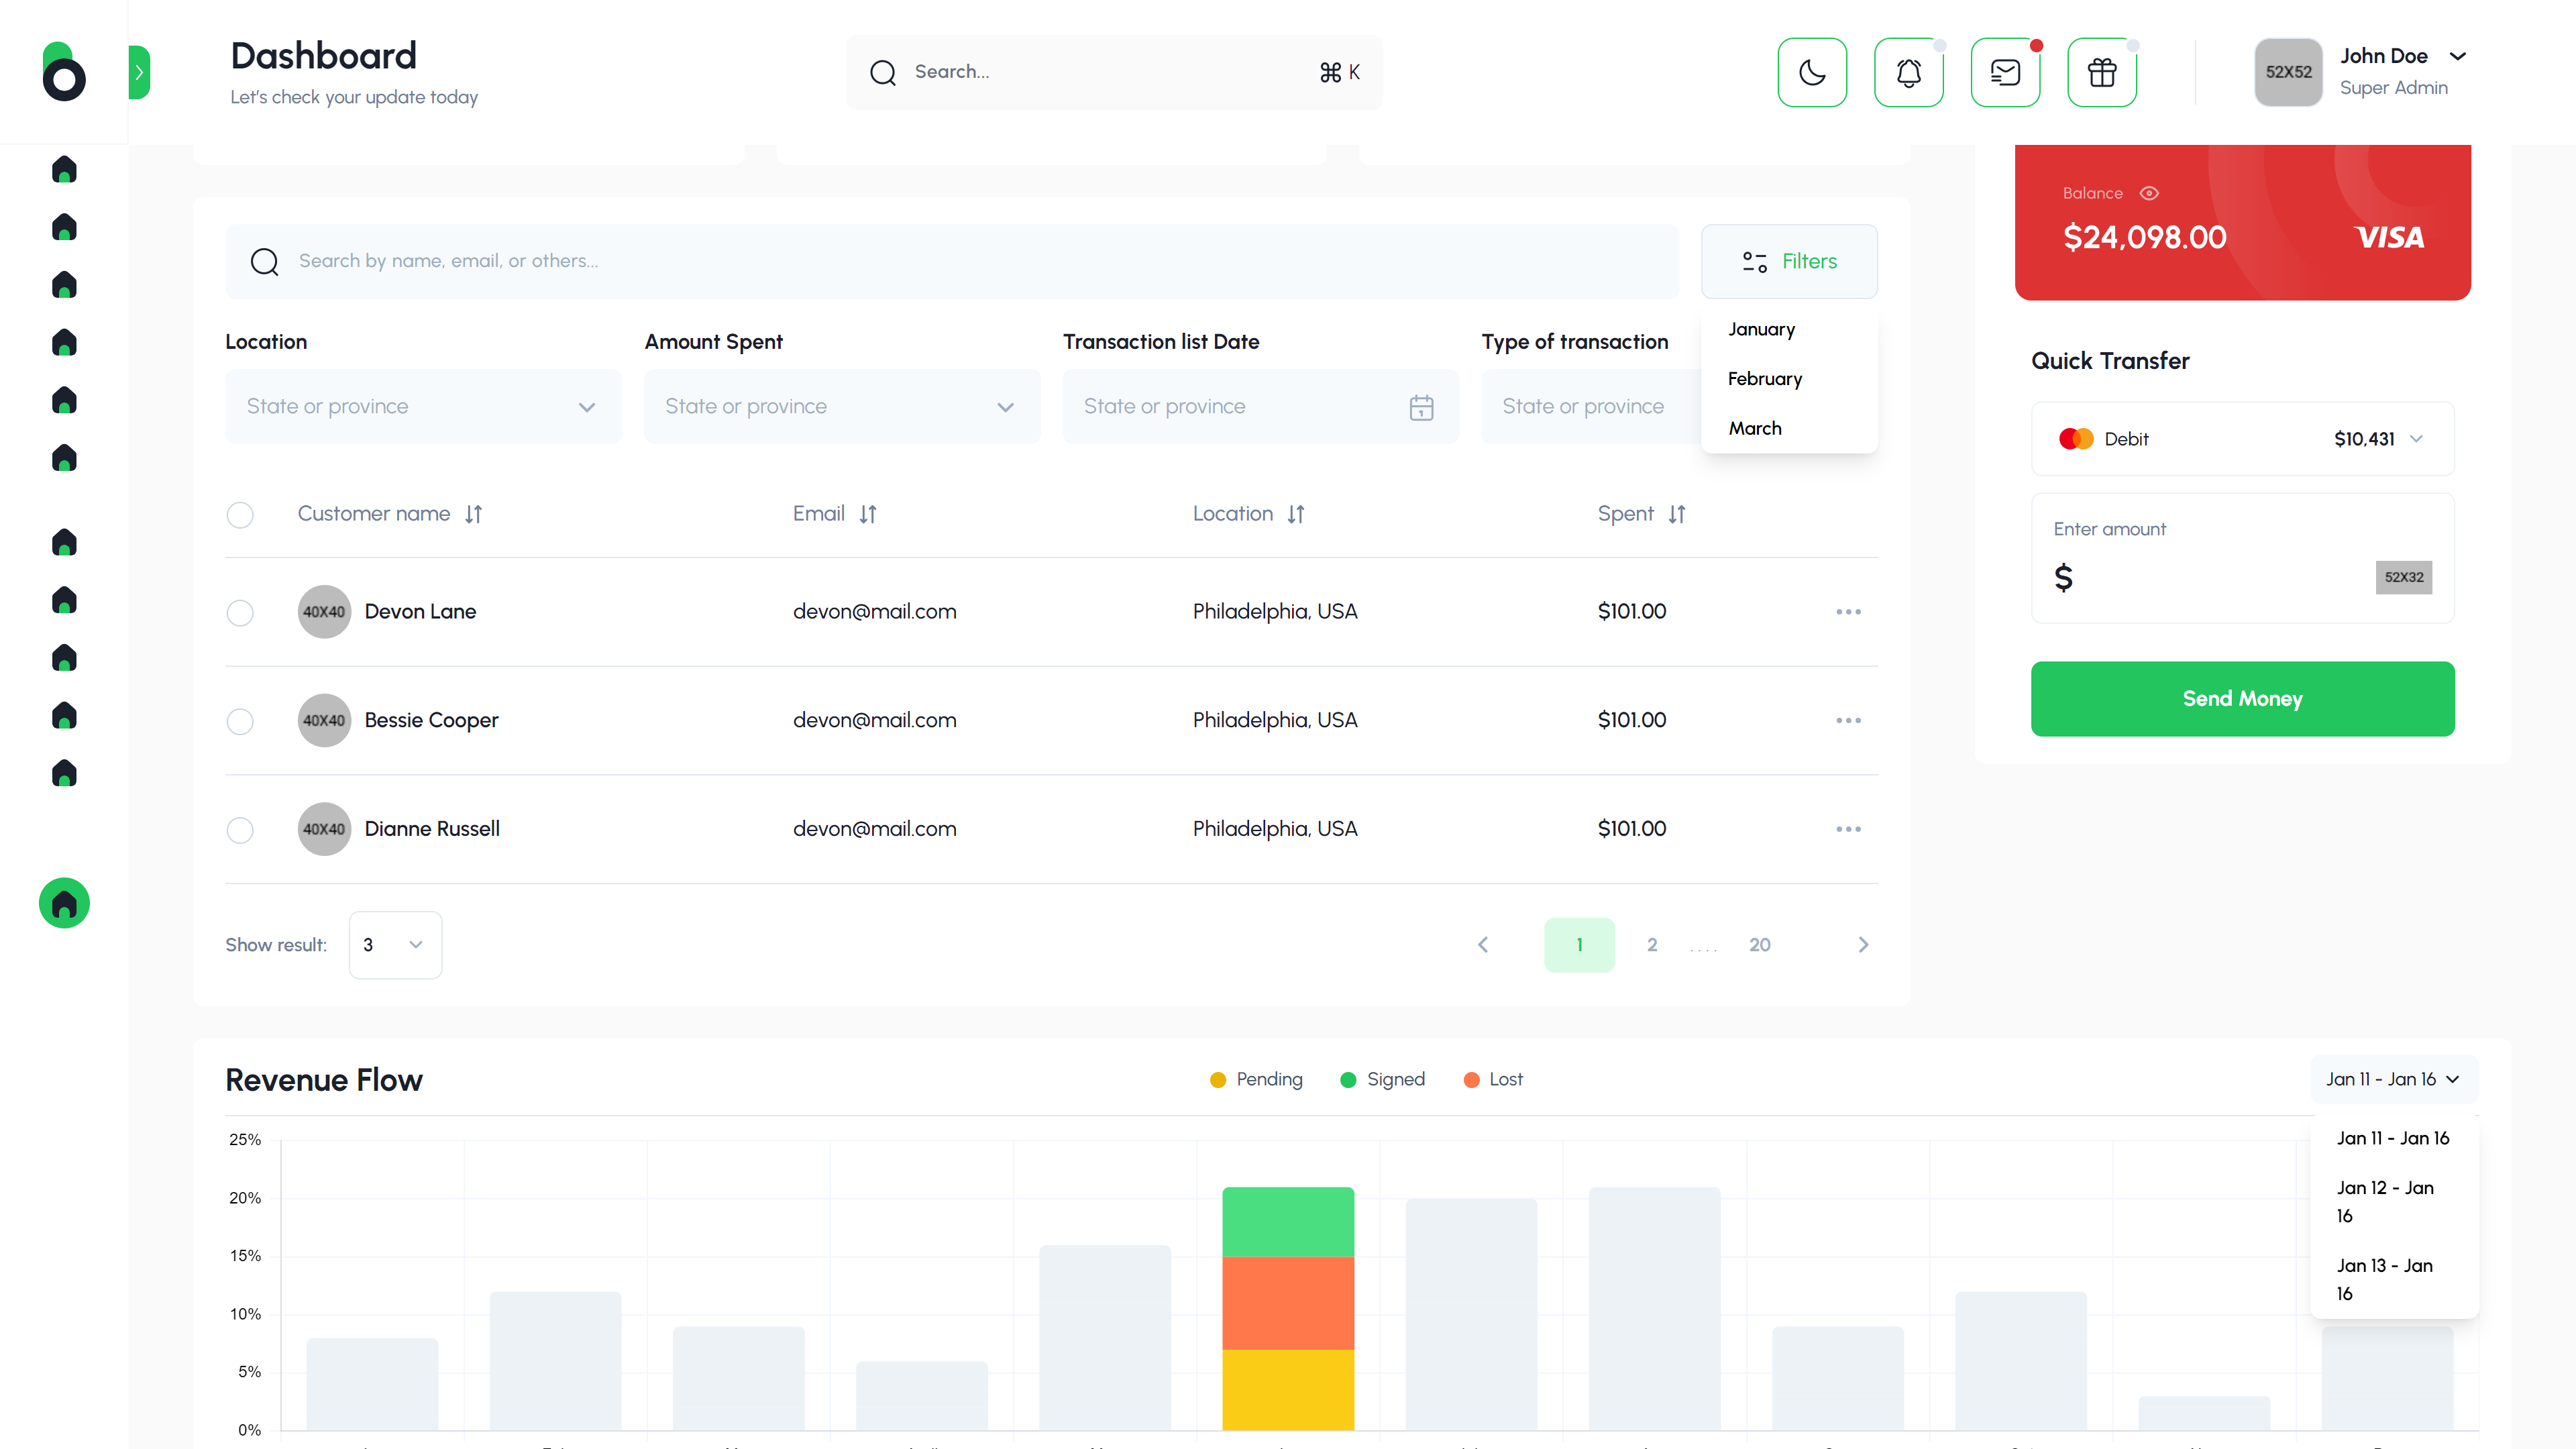 Dashboard
Let's check your update today
Search...
⌘ K
52X52
John Doe
Super Admin
Balance
$24,098.00
VISA
Search by name, email, or others...
Filters
January
February
March
Location
Amount Spent
Transaction list Date
Type of transaction
State or province
State or province
State or province
State or province
Customer name
Email
Location
Spent
40X40 Devon Lane devon@mail.com Philadelphia, USA $101.00
40X40 Bessie Cooper devon@mail.com Philadelphia, USA $101.00
40X40 Dianne Russell devon@mail.com Philadelphia, USA $101.00
Show result: 3
1 2 .... 20
Quick Transfer
Debit $10,431
Enter amount
$
52X32
Send Money
Revenue Flow
Pending
Signed
Lost
Jan 11 - Jan 16
Jan 11 - Jan 16
Jan 12 - Jan
16
Jan 13 - Jan
16
25%
20%
15%
10%
5%
0%